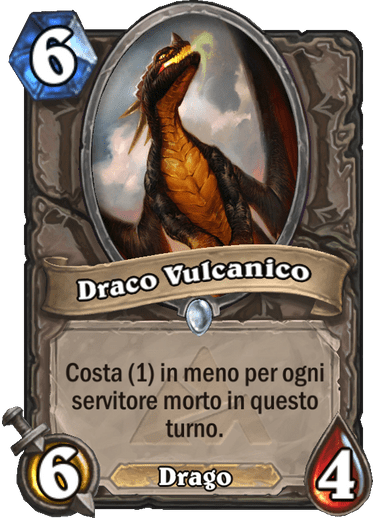 6
Draco Vulcanico
Costa (1) in meno per ogni
servitore morto in questo
turno.
6
Drago
4